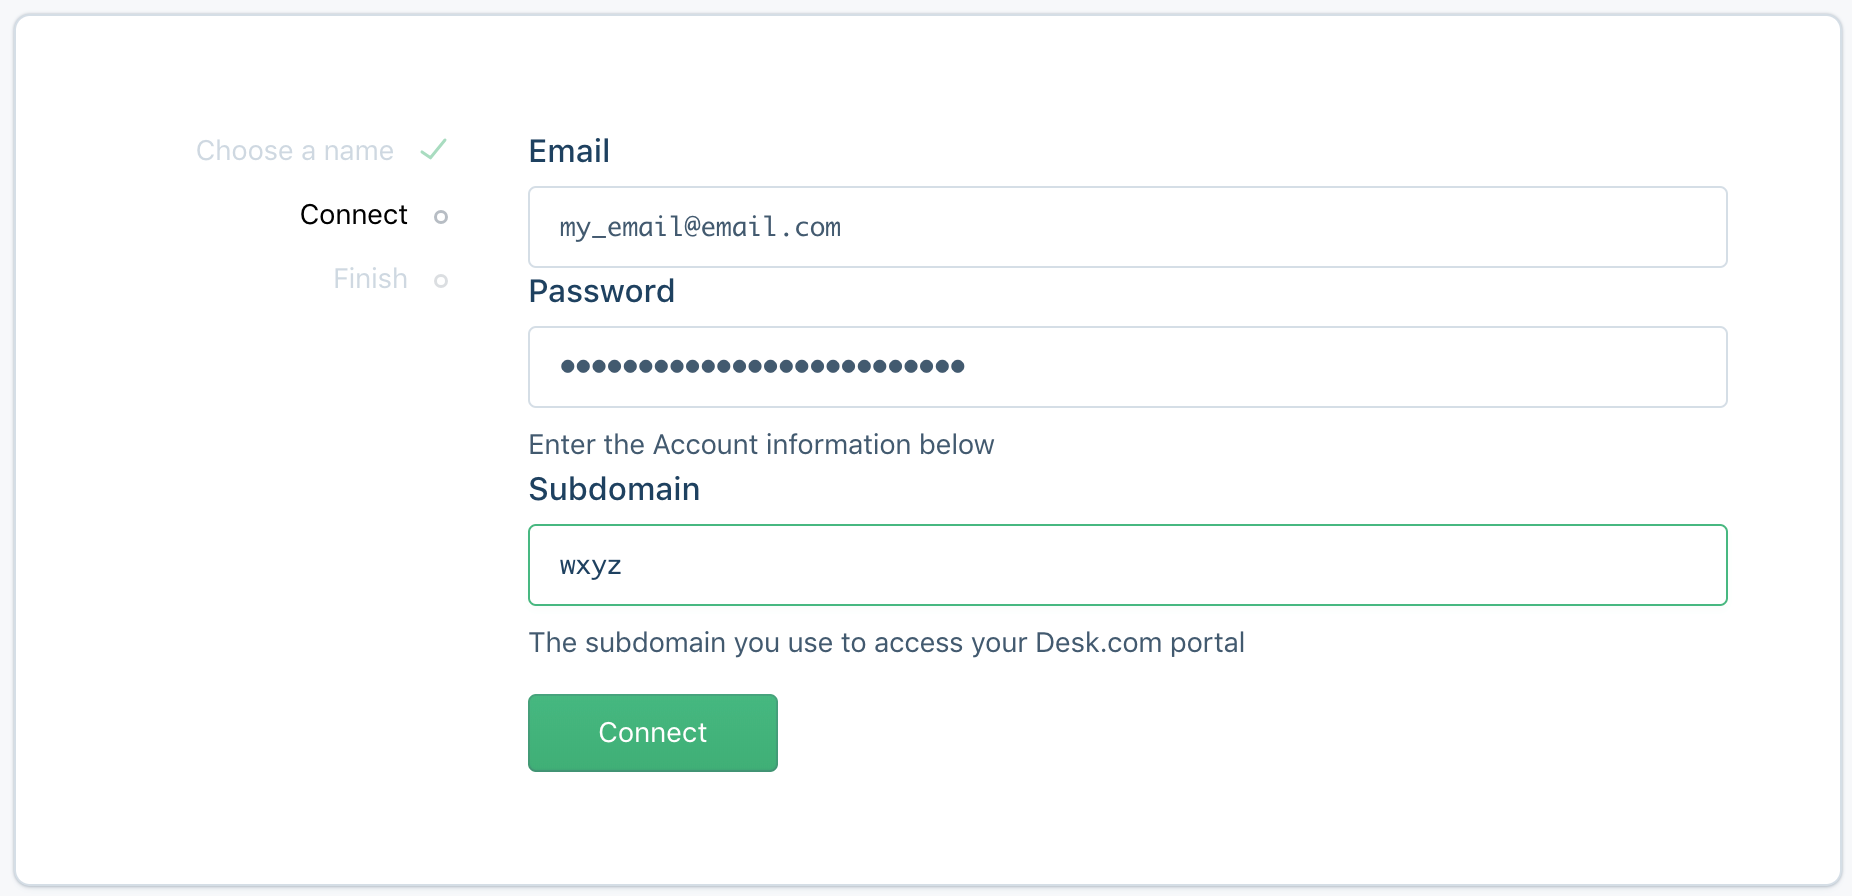 Choose a name
Connect
Finish
Email
my_email@email.com
Password
••••••••••••••••••••••••••
Enter the Account information below
Subdomain
wxyz
The subdomain you use to access your Desk.com portal
Connect